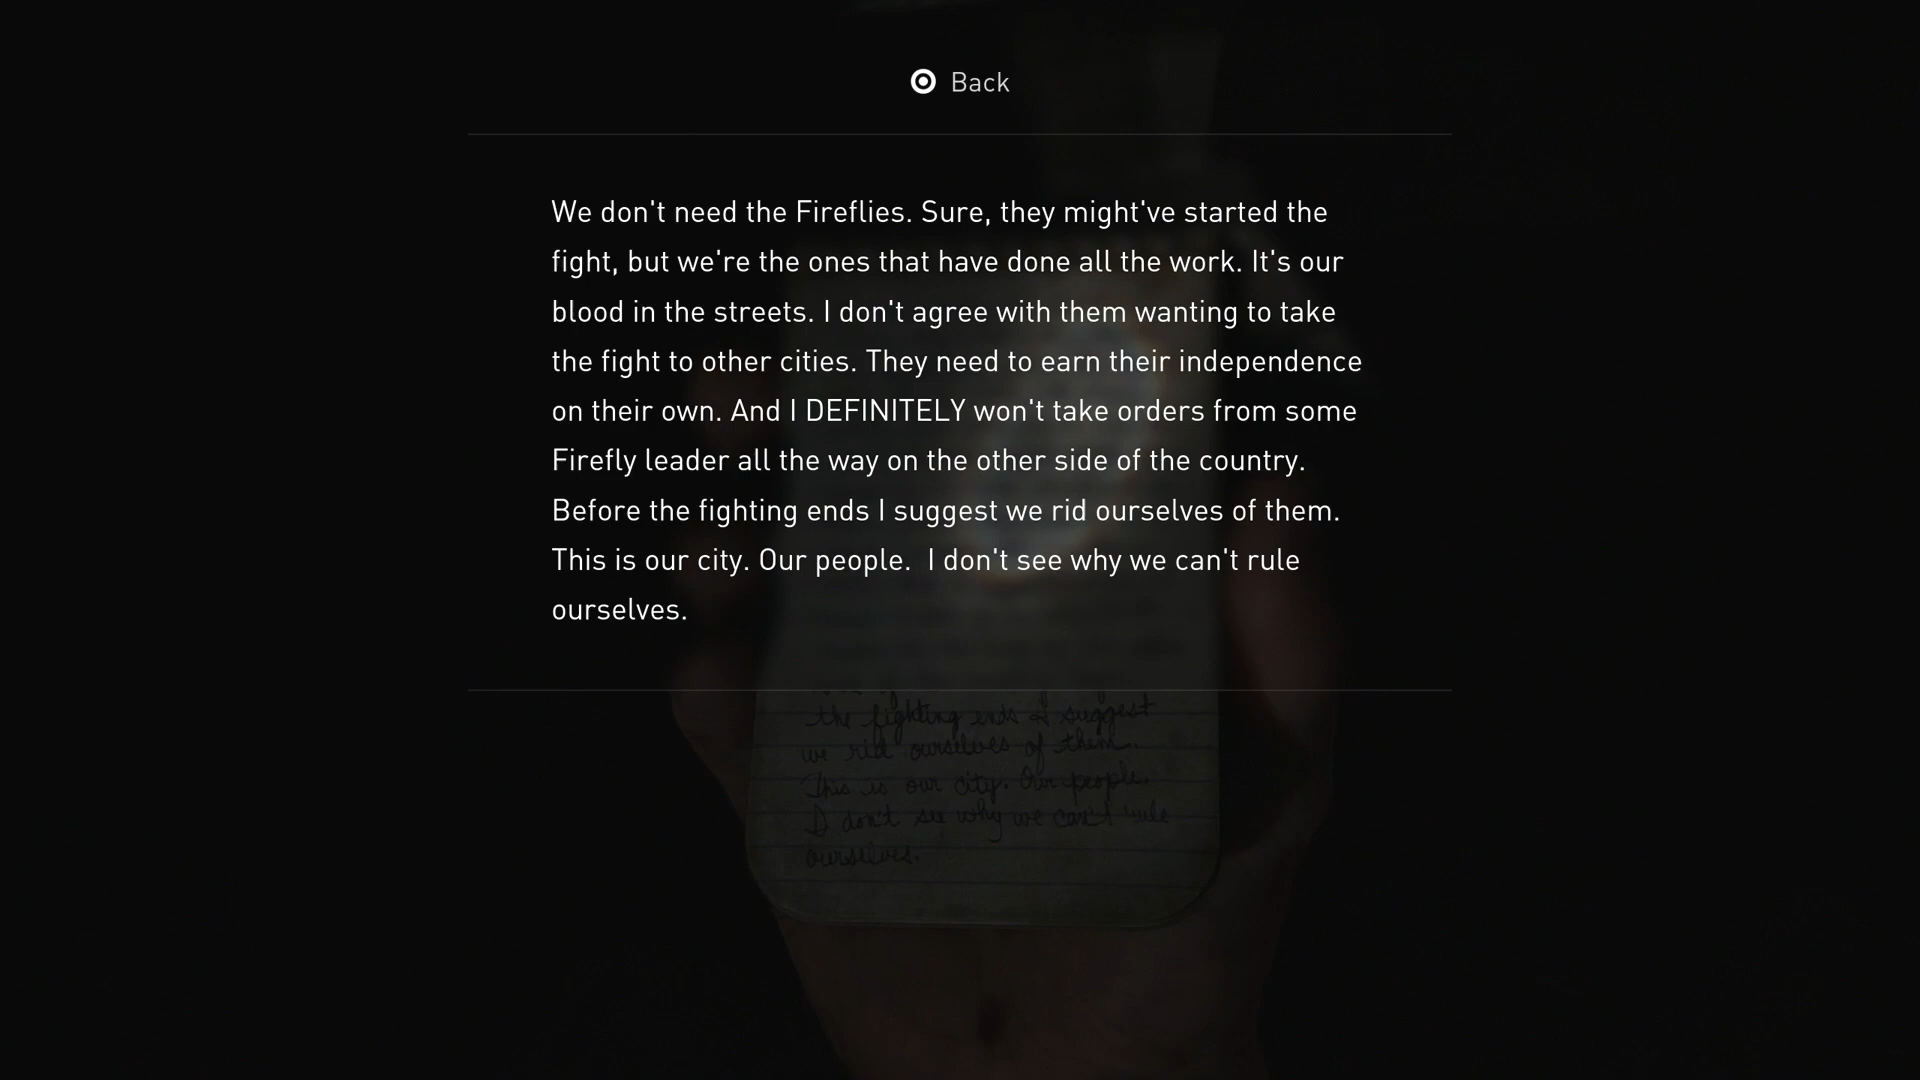 Back
We don't need the Fireflies. Sure, they might've started the
fight, but we're the ones that have done all the work. It's our
blood in the streets. I don't agree with them wanting to take
the fight to other cities. They need to earn their independence
on their own. And I DEFINITELY won't take orders from some
Firefly leader all the way on the other side of the country.
Before the fighting ends I suggest we rid ourselves of them.
This is our city. Our people.  I don't see why we can't rule
ourselves.
the fighting ends I suggest
we rid ourselves of them.
This is our city. Our people.
I don't see why we can't rule
ourselves.